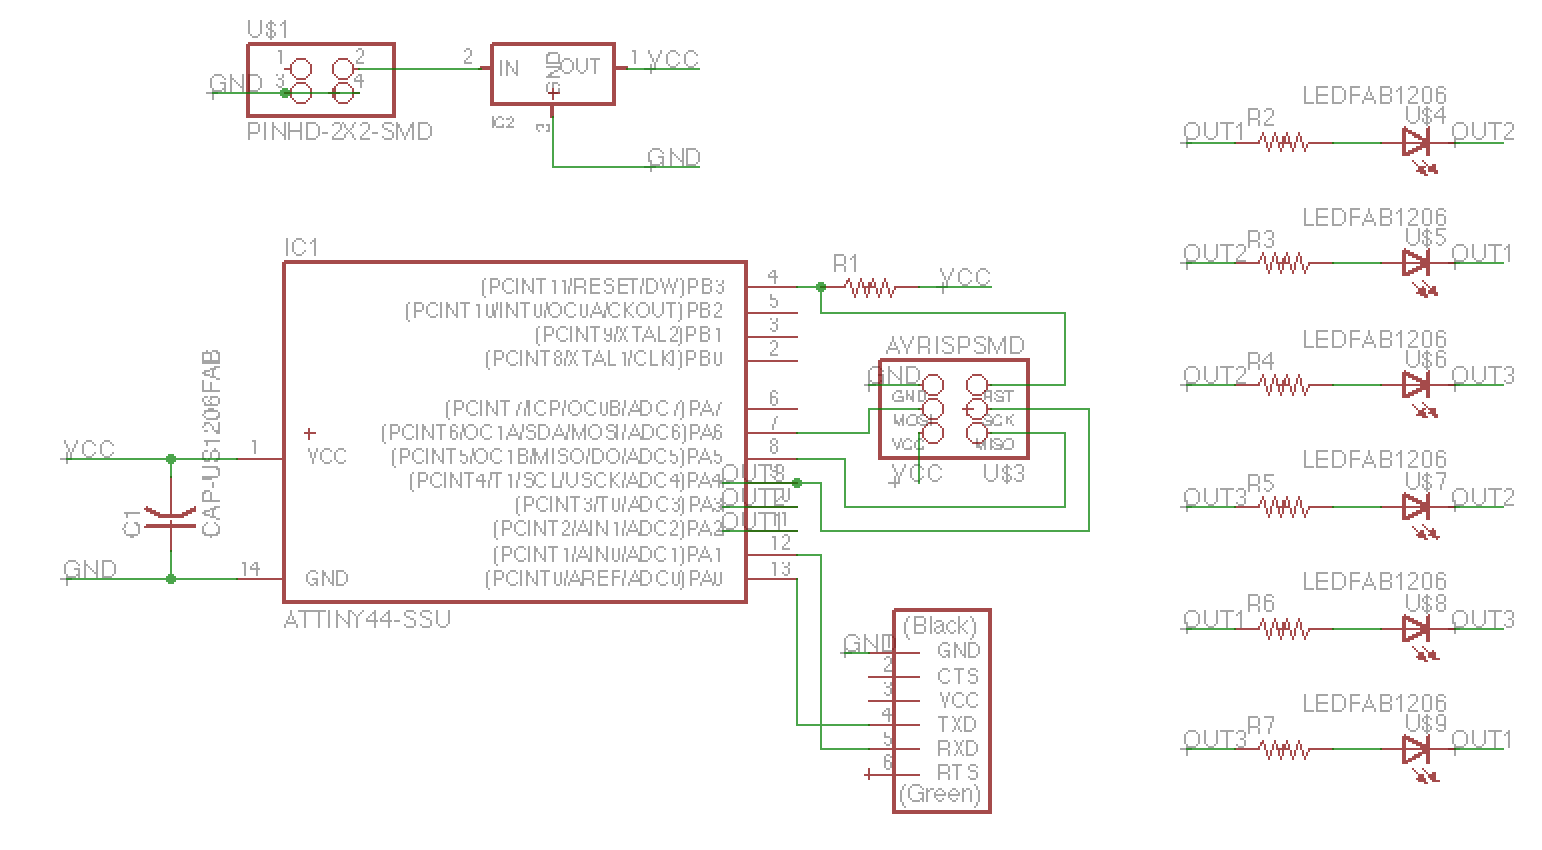 U$1
1 2
GND 3 4
PINHD-2X2-SMD
2 IN GND OUT 1 VCC
IC2
3
GND
IC1
(PCINT11/RESET/DW)PB3 4
(PCINT10/INT0/OC0A/CKOUT)PB2 5
(PCINT9/XTAL2)PB1 3
(PCINT8/XTAL1/CLKI)PB0 2
(PCINT7/ICP/OC0B/ADC7)PA7 6
(PCINT6/OC1A/SDA/MOSI/ADC6)PA6 7
(PCINT5/OC1B/MISO/DO/ADC5)PA5 8
(PCINT4/T1/SCL/USCK/ADC4)PA4 OUT3 9
(PCINT3/T0/ADC3)PA3 OUT2 10
(PCINT2/AIN1/ADC2)PA2 OUT1 11
(PCINT1/AIN0/ADC1)PA1 12
(PCINT0/AREF/ADC0)PA0 13
VCC 1 VCC
C1
CAP-US1206FAB
GND 14 GND
ATTINY44-SSU
R1 VCC
AVRISPSMD
GND
GND RST
MOSI SCK
VCC MISO
VCC U$3
(Black)
GND 1 GND
2 CTS
3 VCC
4 TXD
5 RXD
6 RTS
(Green)
LEDFAB1206
OUT1 R2 U$4 OUT2
LEDFAB1206
OUT2 R3 U$5 OUT1
LEDFAB1206
OUT2 R4 U$6 OUT3
LEDFAB1206
OUT3 R5 U$7 OUT2
LEDFAB1206
OUT1 R6 U$8 OUT3
LEDFAB1206
OUT3 R7 U$9 OUT1